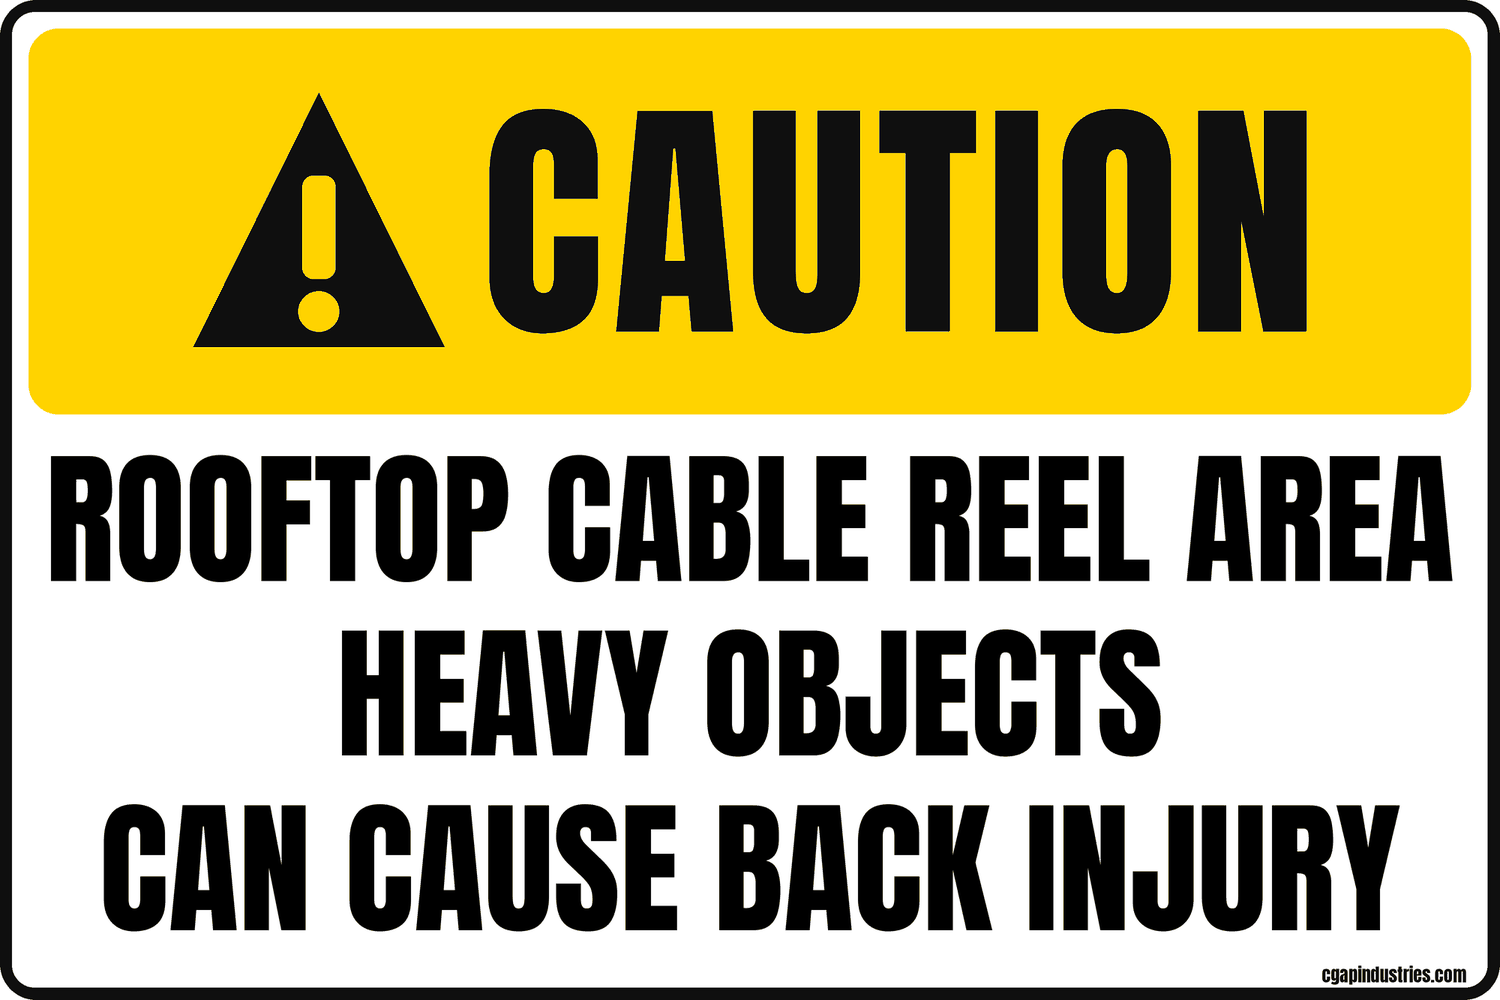 CAUTION
ROOFTOP CABLE REEL AREA
HEAVY OBJECTS
CAN CAUSE BACK INJURY
cgapindustries.com